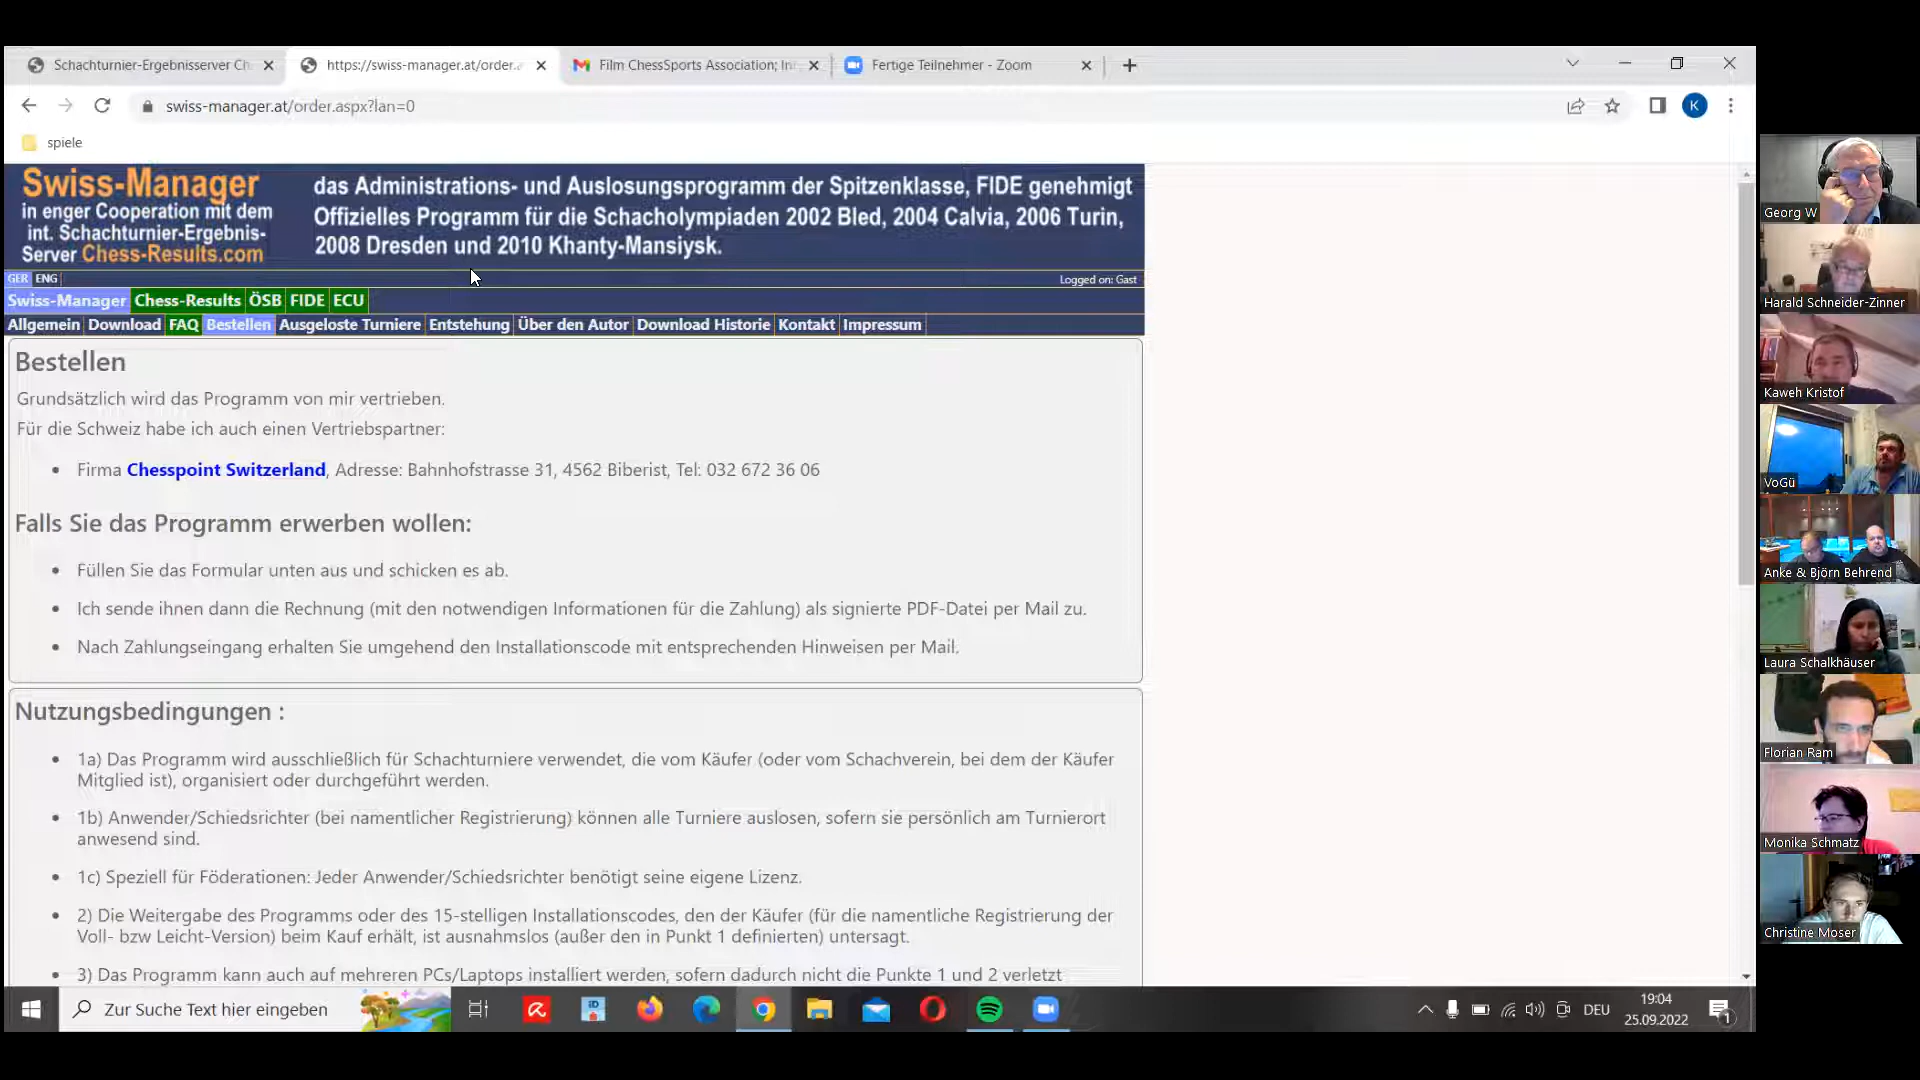 Schachturnier-Ergebnisserver Ch
https://swiss-manager.at/order.a
Film ChessSports Association; In
Fertige Teilnehmer - Zoom
swiss-manager.at/order.aspx?lan=0
K
spiele
Swiss-Manager
in enger Cooperation mit dem
int. Schachturnier-Ergebnis-
Server Chess-Results.com
das Administrations- und Auslosungsprogramm der Spitzenklasse, FIDE genehmigt
Offizielles Programm für die Schacholympiaden 2002 Bled, 2004 Calvia, 2006 Turin,
2008 Dresden und 2010 Khanty-Mansiysk.
GER ENG
Logged on: Gast
Swiss-Manager Chess-Results ÖSB FIDE ECU
Allgemein Download FAQ Bestellen Ausgeloste Turniere Entstehung Über den Autor Download Historie Kontakt Impressum
Bestellen
Grundsätzlich wird das Programm von mir vertrieben.
Für die Schweiz habe ich auch einen Vertriebspartner:
• Firma Chesspoint Switzerland, Adresse: Bahnhofstrasse 31, 4562 Biberist, Tel: 032 672 36 06
Falls Sie das Programm erwerben wollen:
• Füllen Sie das Formular unten aus und schicken es ab.
• Ich sende ihnen dann die Rechnung (mit den notwendigen Informationen für die Zahlung) als signierte PDF-Datei per Mail zu.
• Nach Zahlungseingang erhalten Sie umgehend den Installationscode mit entsprechenden Hinweisen per Mail.
Nutzungsbedingungen :
• 1a) Das Programm wird ausschließlich für Schachturniere verwendet, die vom Käufer (oder vom Schachverein, bei dem der Käufer
Mitglied ist), organisiert oder durchgeführt werden.
• 1b) Anwender/Schiedsrichter (bei namentlicher Registrierung) können alle Turniere auslosen, sofern sie persönlich am Turnierort
anwesend sind.
• 1c) Speziell für Föderationen: Jeder Anwender/Schiedsrichter benötigt seine eigene Lizenz.
• 2) Die Weitergabe des Programms oder des 15-stelligen Installationscodes, den der Käufer (für die namentliche Registrierung der
Voll- bzw Leicht-Version) beim Kauf erhält, ist ausnahmslos (außer den in Punkt 1 definierten) untersagt.
• 3) Das Programm kann auch auf mehreren PCs/Laptops installiert werden, sofern dadurch nicht die Punkte 1 und 2 verletzt
Zur Suche Text hier eingeben
iD
DEU
19:04
25.09.2022
1
Georg W
Harald Schneider-Zinner
Kaweh Kristof
VoGü
Anke & Björn Behrend
Laura Schalkhäuser
Florian Ram
Monika Schmatz
Christine Moser